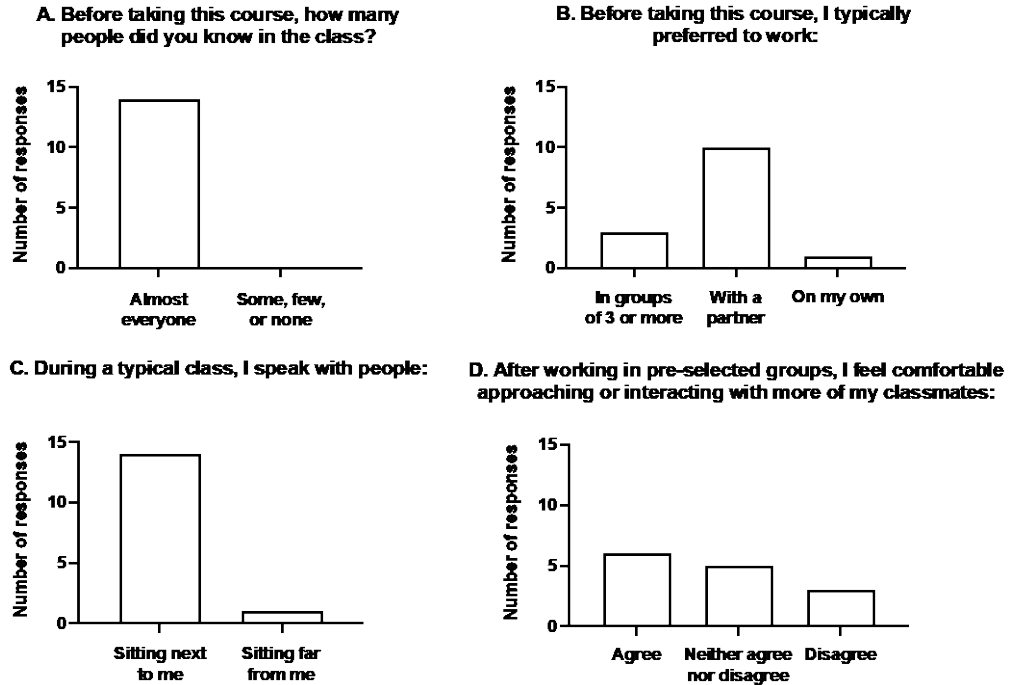 A. Before taking this course, how many
people did you know in the class?
Number of responses
15
10
5
0
Almost
everyone
Some, few,
or none
B. Before taking this course, I typically
preferred to work:
Number of responses
15
10
5
0
In groups
of 3 or more
With a
partner
On my own
C. During a typical class, I speak with people:
Number of responses
15
10
5
0
Sitting next
to me
Sitting far
from me
D. After working in pre-selected groups, I feel comfortable
approaching or interacting with more of my classmates:
Number of responses
15
10
5
0
Agree
Neither agree
nor disagree
Disagree